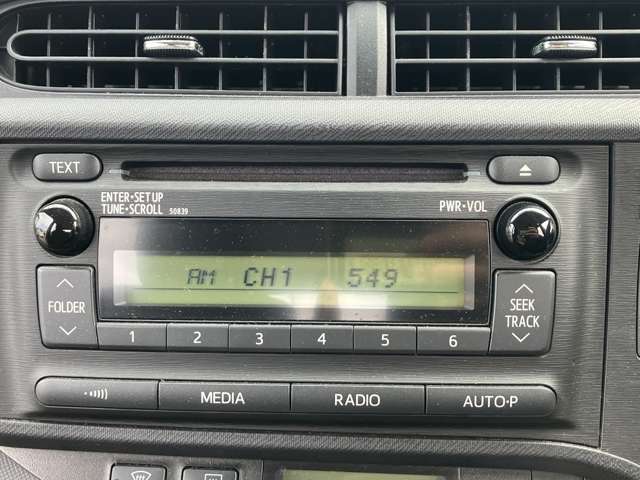 TEXT
ENTER•SETUP
TUNE•SCROLL 50839
PWR•VOL
AM CH1 549
FOLDER
SEEK
TRACK
1 2 3 4 5 6
MEDIA RADIO AUTO•P